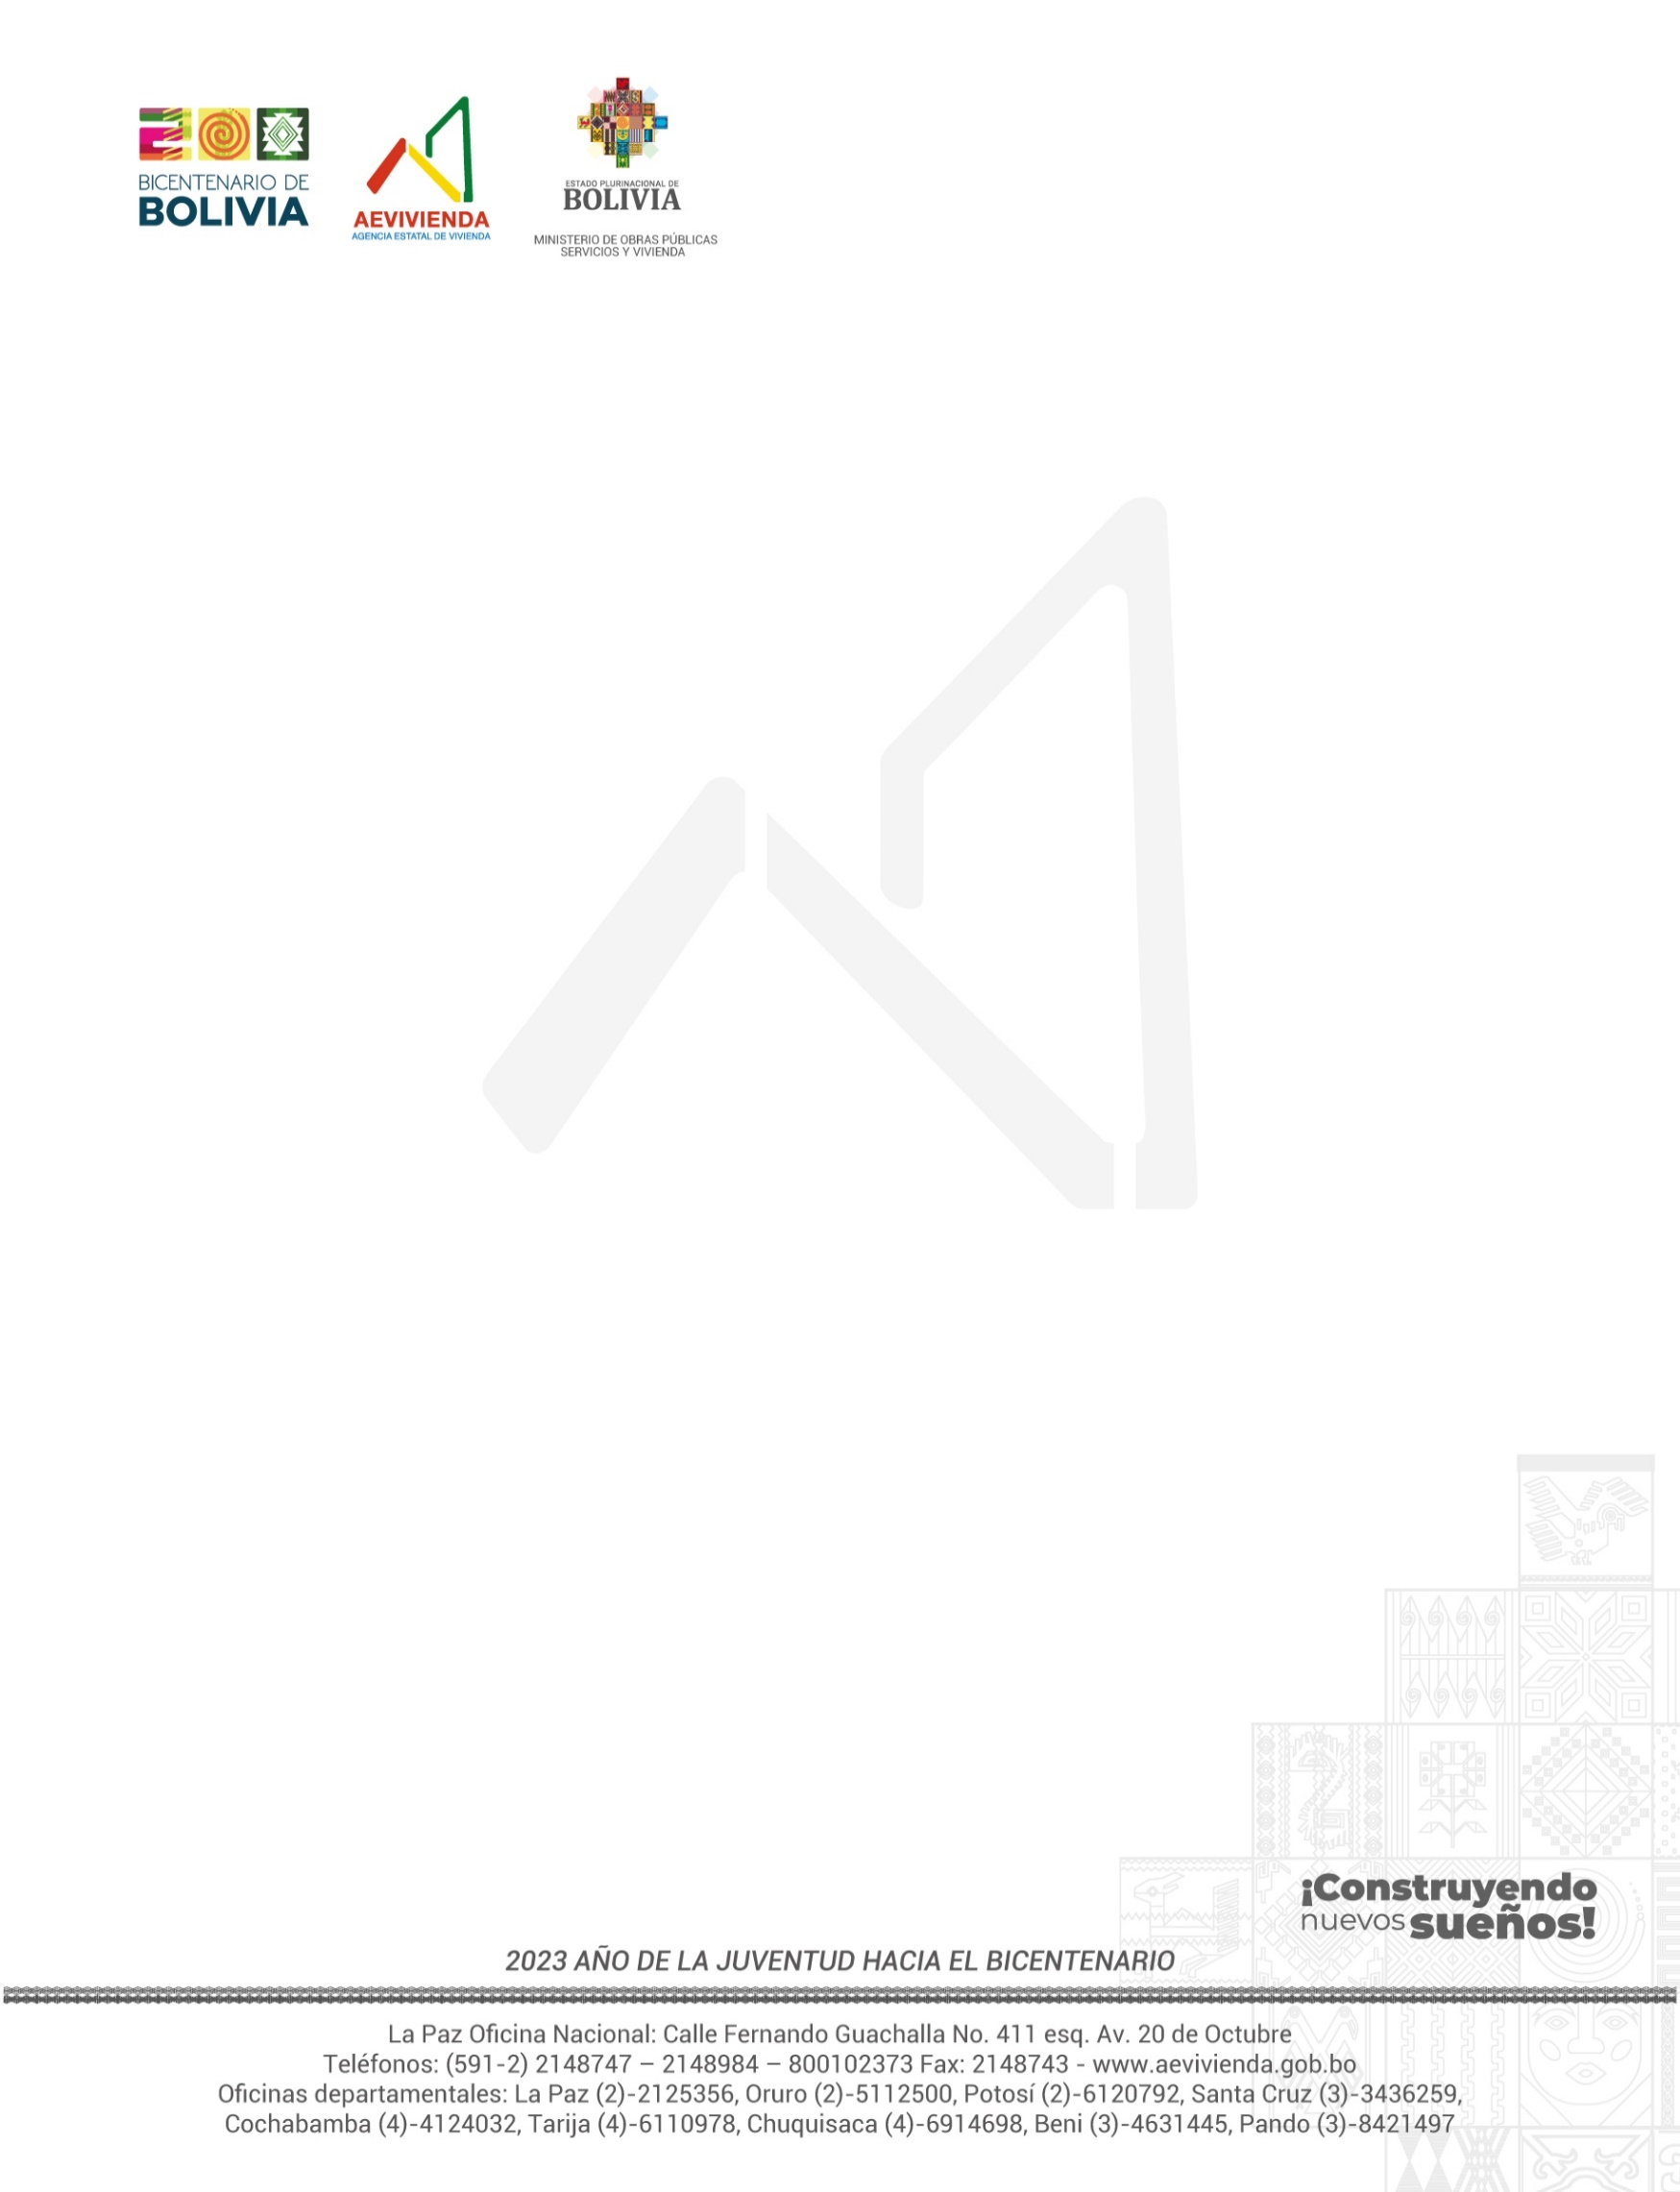 BICENTENARIO DE
BOLIVIA
AEVIVIENDA
AGENCIA ESTATAL DE VIVIENDA
ESTADO PLURINACIONAL DE
BOLIVIA
MINISTERIO DE OBRAS PÚBLICAS
SERVICIOS Y VIVIENDA
¡Construyendo
nuevos sueños!
2023 AÑO DE LA JUVENTUD HACIA EL BICENTENARIO
La Paz Oficina Nacional: Calle Fernando Guachalla No. 411 esq. Av. 20 de Octubre
Teléfonos: (591-2) 2148747 – 2148984 – 800102373 Fax: 2148743 - www.aevivienda.gob.bo
Oficinas departamentales: La Paz (2)-2125356, Oruro (2)-5112500, Potosí (2)-6120792, Santa Cruz (3)-3436259,
Cochabamba (4)-4124032, Tarija (4)-6110978, Chuquisaca (4)-6914698, Beni (3)-4631445, Pando (3)-8421497